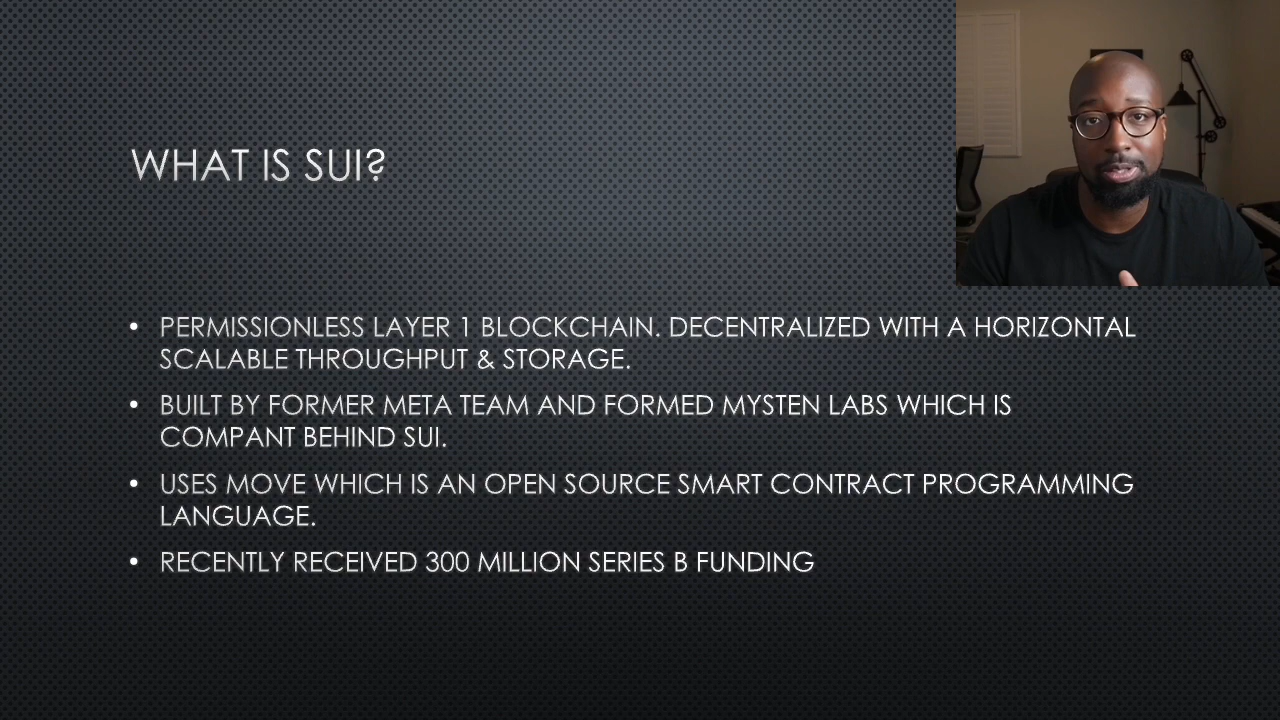 WHAT IS SUI?
• PERMISSIONLESS LAYER 1 BLOCKCHAIN. DECENTRALIZED WITH A HORIZONTAL
SCALABLE THROUGHPUT & STORAGE.
• BUILT BY FORMER META TEAM AND FORMED MYSTEN LABS WHICH IS
COMPANT BEHIND SUI.
• USES MOVE WHICH IS AN OPEN SOURCE SMART CONTRACT PROGRAMMING
LANGUAGE.
• RECENTLY RECEIVED 300 MILLION SERIES B FUNDING